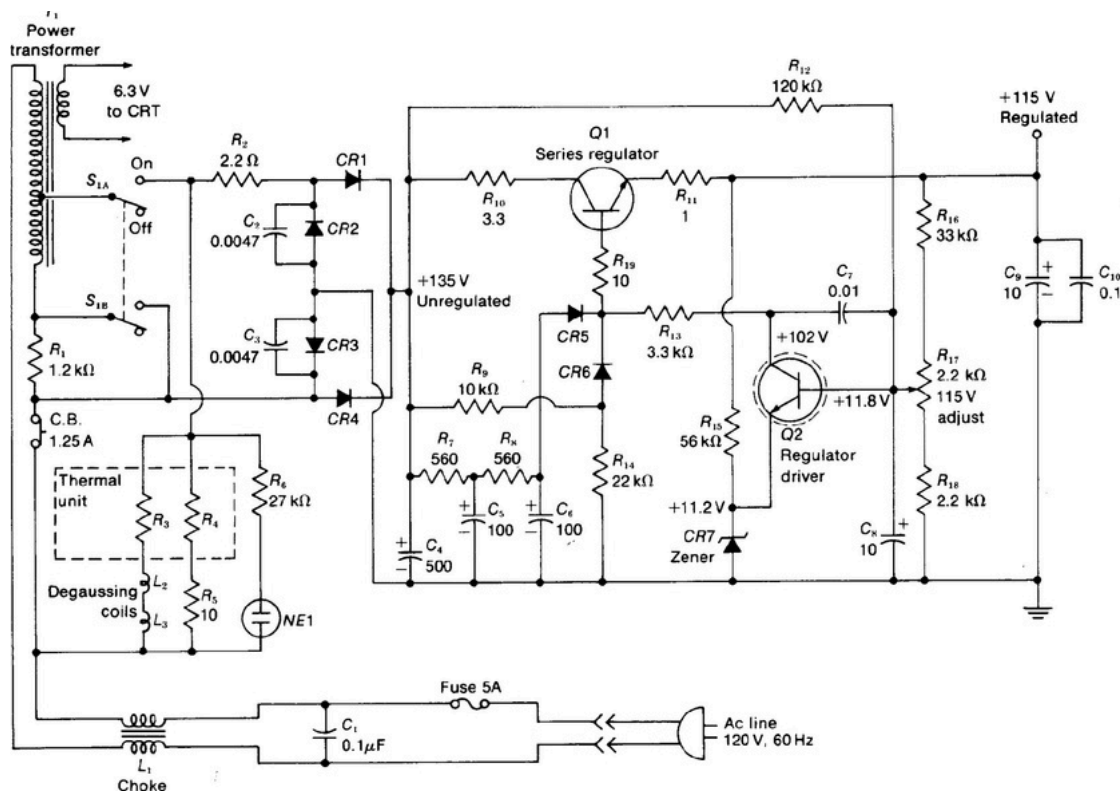 T₁
Power
transformer
6.3 V
to CRT
On
S₁A
Off
S₁B
R₁
1.2 kΩ
C.B.
1.25 A
R₂
2.2 Ω
C₂
0.0047
C₃
0.0047
CR1
CR2
CR3
CR4
+135 V
Unregulated
Thermal
unit
R₃
R₄
R₆
27 kΩ
L₂
Degaussing
coils
L₃
R₅
10
NE1
R₁₂
120 kΩ
Q1
Series regulator
R₁₀
3.3
R₁₁
1
R₁₉
10
CR5
CR6
R₉
10 kΩ
R₇
560
R₈
560
C₄
500
C₅
100
C₆
100
R₁₃
3.3 kΩ
R₁₄
22 kΩ
C₇
0.01
+102 V
+11.8 V
Q2
Regulator
driver
R₁₅
56 kΩ
+11.2 V
CR7
Zener
C₈
10
+115 V
Regulated
R₁₆
33 kΩ
R₁₇
2.2 kΩ
115 V
adjust
R₁₈
2.2 kΩ
C₉
10
C₁₀
0.1
Fuse 5A
C₁
0.1μF
L₁
Choke
Ac line
120 V, 60 Hz